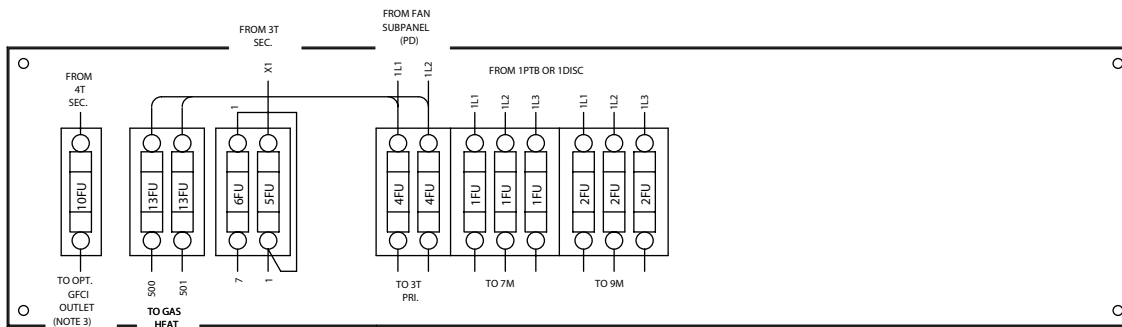 FROM 3T
SEC.
X1
FROM FAN
SUBPANEL
(PD)
1L1
1L2
FROM 1PTB OR 1DISC
FROM
4T
SEC.
1
1L1
1L2
1L3
1L1
1L2
1L3
10FU
13FU
13FU
6FU
5FU
4FU
4FU
1FU
1FU
1FU
2FU
2FU
2FU
TO OPT.
GFCI
OUTLET
(NOTE 3)
500
501
TO GAS
HEAT
7
1
TO 3T
PRI.
TO 7M
TO 9M